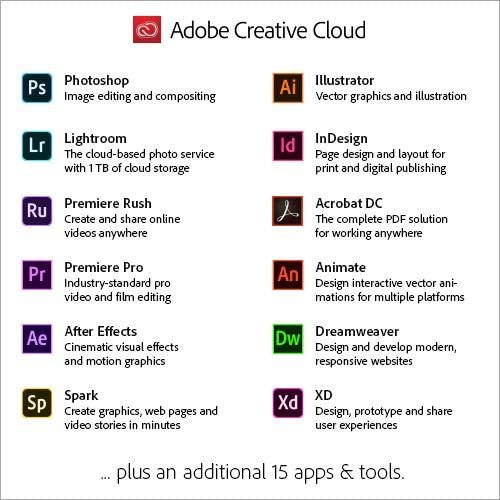 Adobe Creative Cloud
Ps
Photoshop
Image editing and compositing
Ai
Illustrator
Vector graphics and illustration
Lr
Lightroom
The cloud-based photo service
with 1 TB of cloud storage
Id
InDesign
Page design and layout for
print and digital publishing
Ru
Premiere Rush
Create and share online
videos anywhere
Acrobat DC
The complete PDF solution
for working anywhere
Pr
Premiere Pro
Industry-standard pro
video and film editing
An
Animate
Design interactive vector ani-
mations for multiple platforms
Ae
After Effects
Cinematic visual effects
and motion graphics
Dw
Dreamweaver
Design and develop modern,
responsive websites
Sp
Spark
Create graphics, web pages and
video stories in minutes
Xd
XD
Design, prototype and share
user experiences
... plus an additional 15 apps & tools.